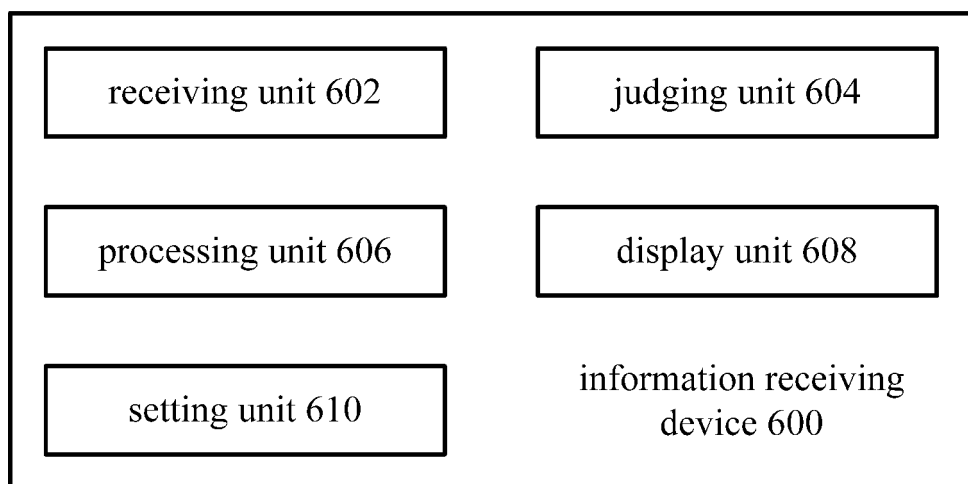 receiving unit 602
judging unit 604
processing unit 606
display unit 608
setting unit 610
information receiving
device 600